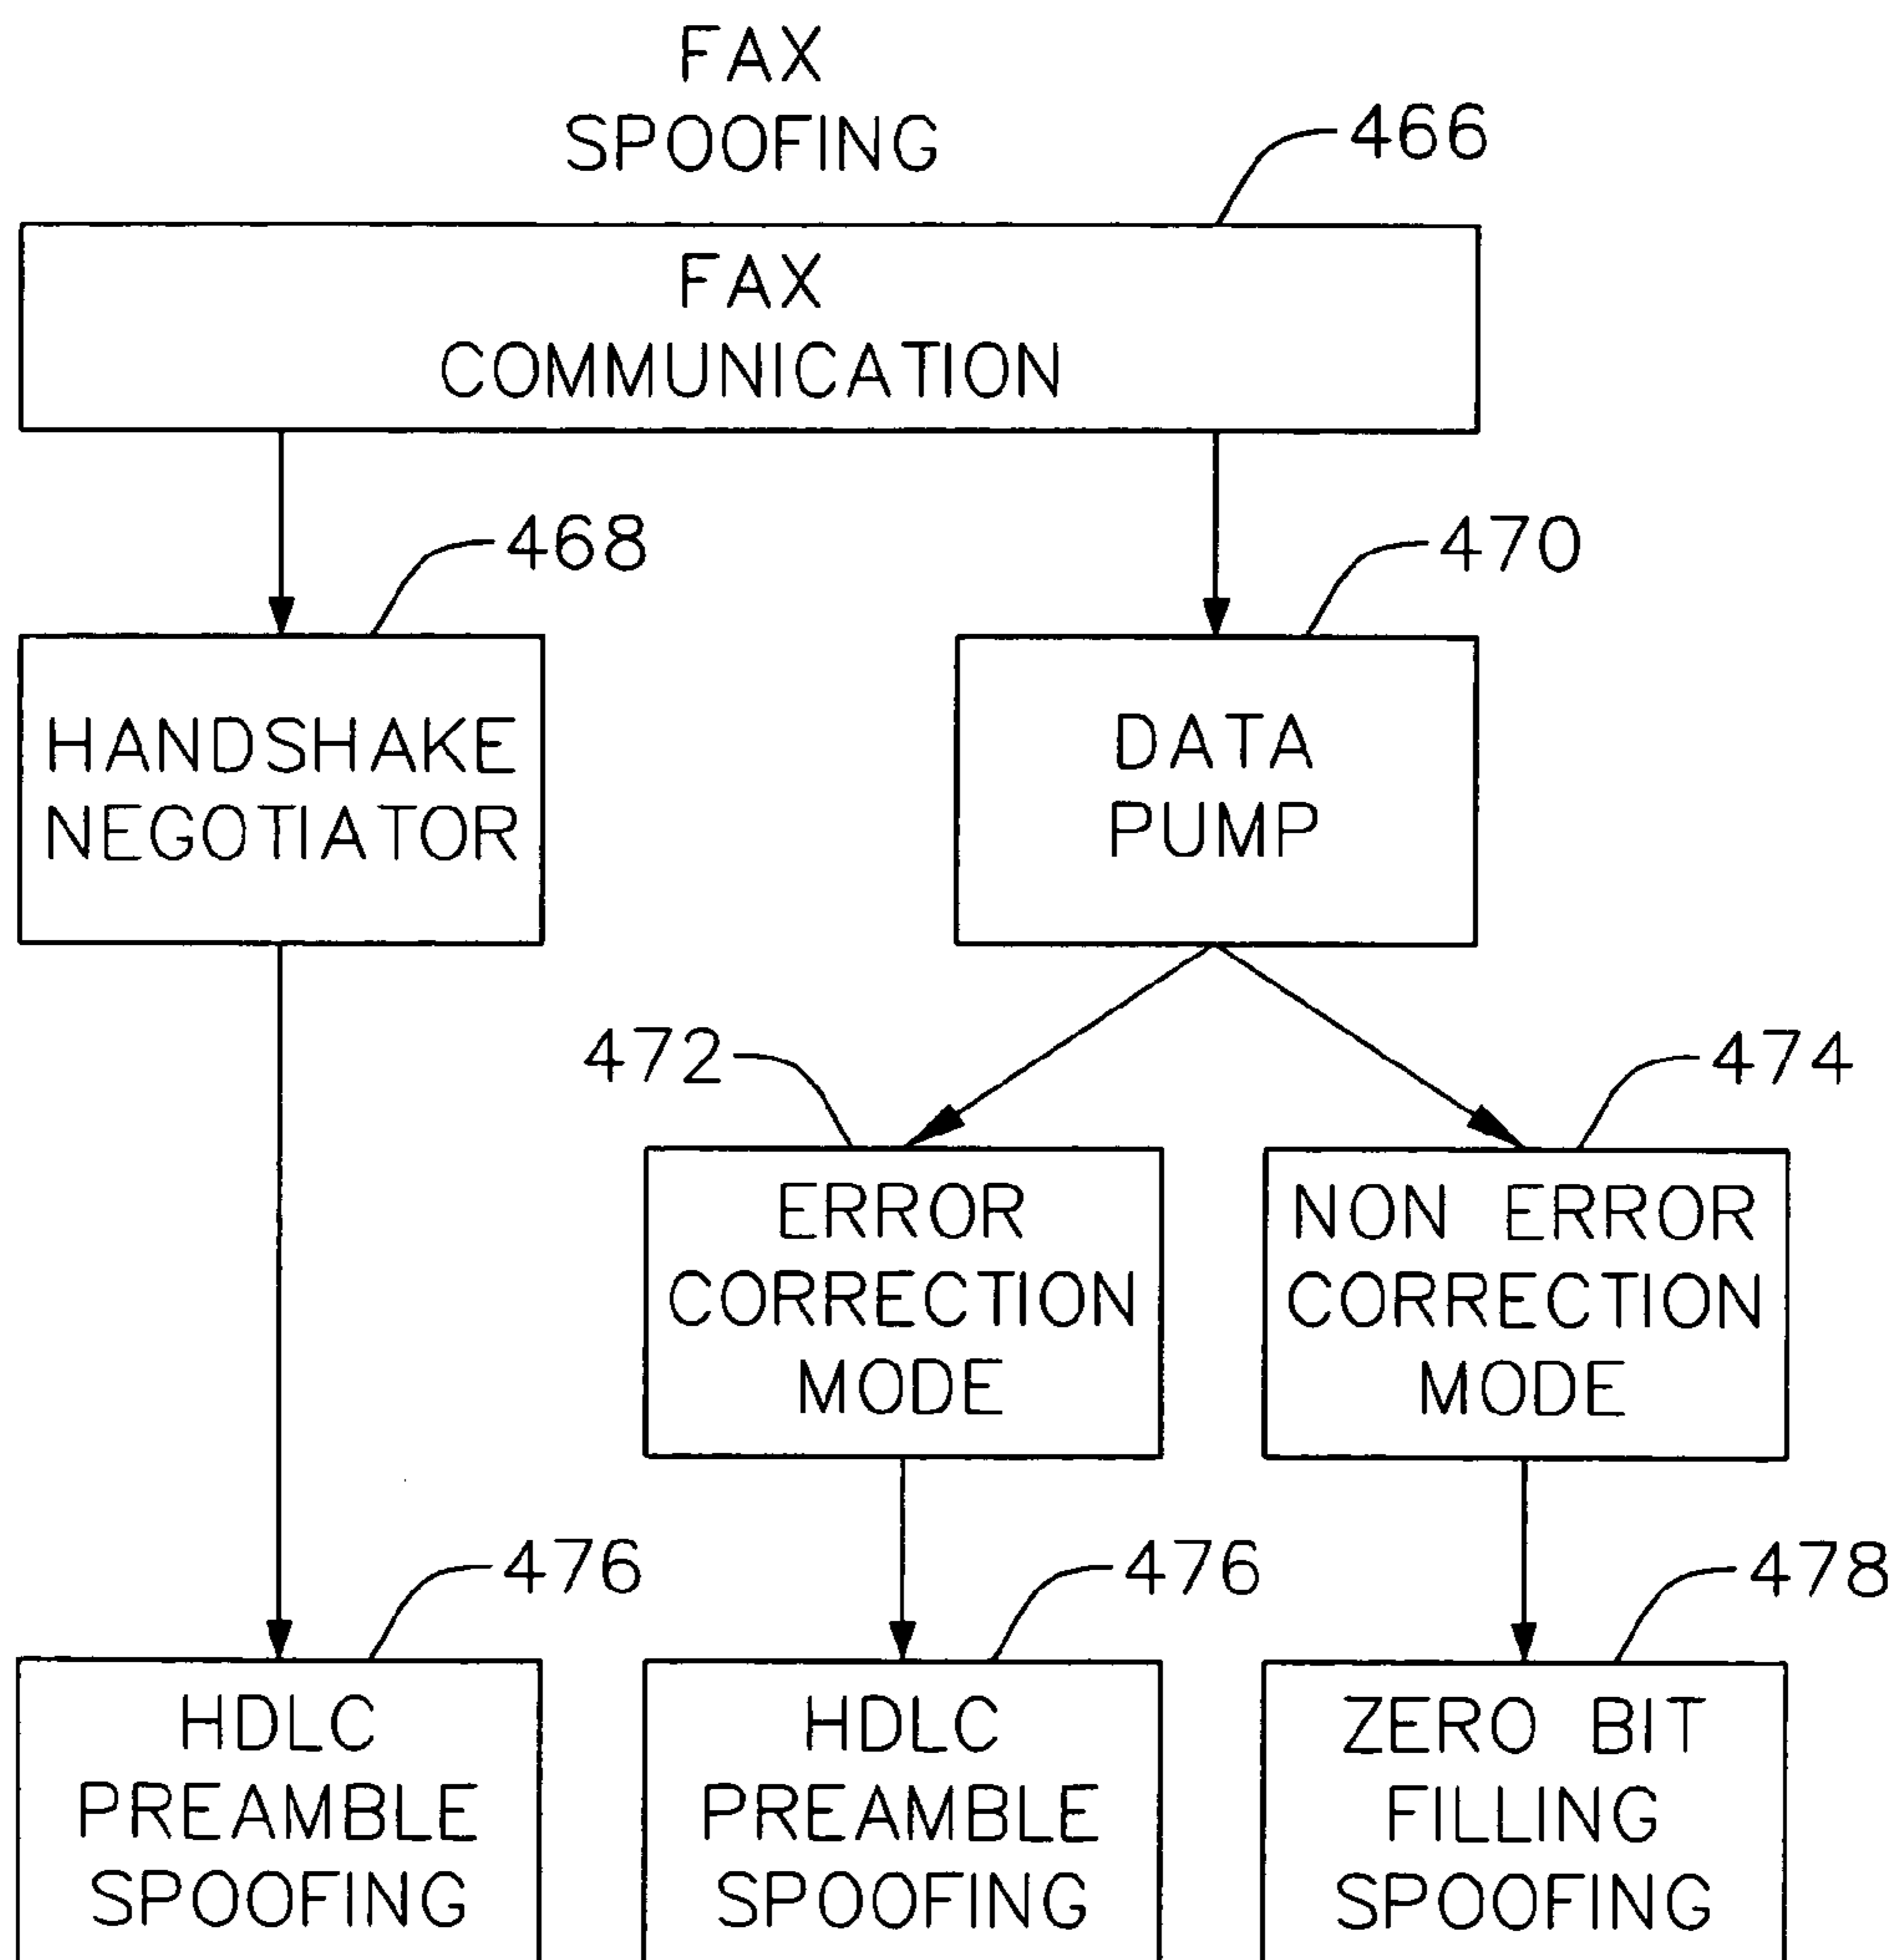 FAX
SPOOFING
466
FAX
COMMUNICATION
468
470
HANDSHAKE
NEGOTIATOR
DATA
PUMP
472
474
ERROR
CORRECTION
MODE
NON ERROR
CORRECTION
MODE
476
476
478
HDLC
PREAMBLE
SPOOFING
HDLC
PREAMBLE
SPOOFING
ZERO BIT
FILLING
SPOOFING